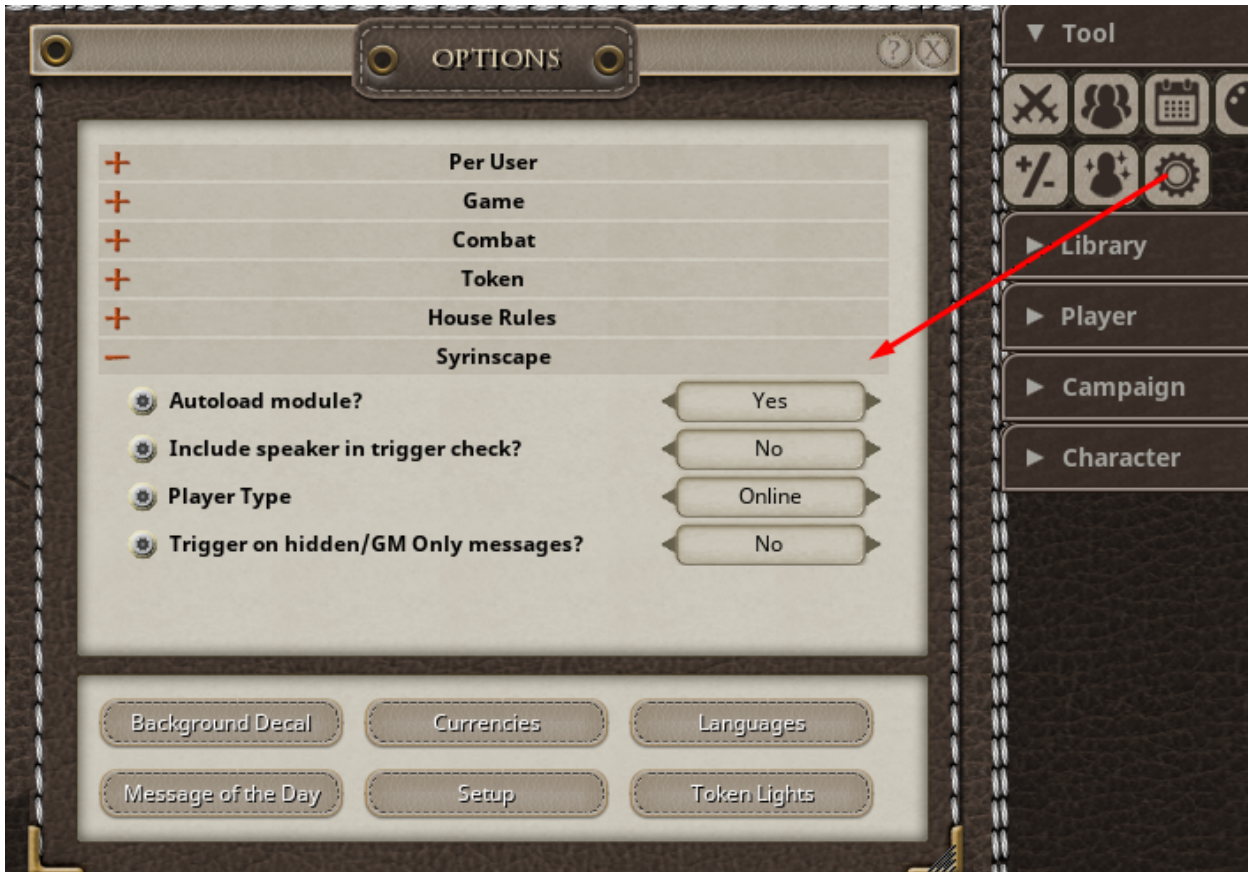 OPTIONS
? X
Tool
Per User
Game
Combat
Token
House Rules
Syrinscape
Autoload module? Yes
Include speaker in trigger check? No
Player Type Online
Trigger on hidden/GM Only messages? No
Library
Player
Campaign
Character
Background Decal Currencies Languages
Message of the Day Setup Token Lights